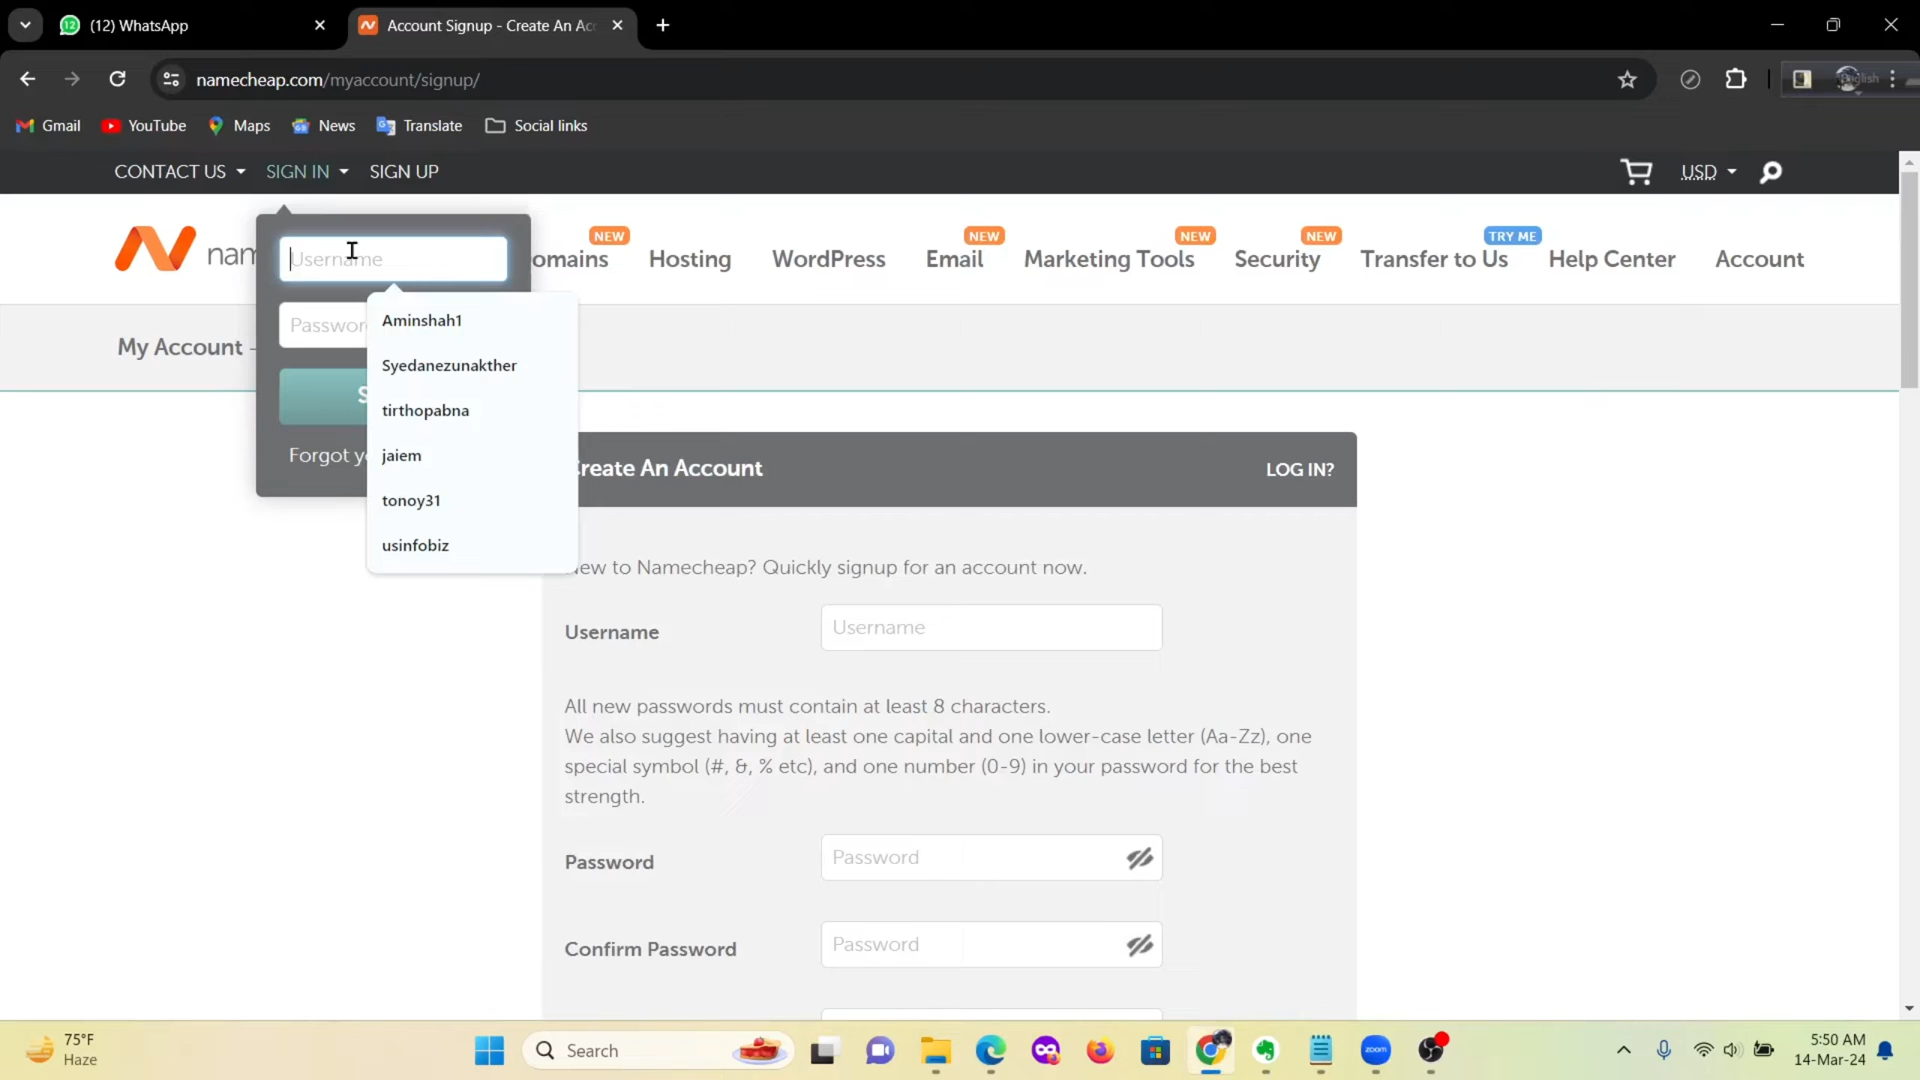 (12) WhatsApp
Account Signup - Create An Ac
namecheap.com/myaccount/signup/
English
Gmail YouTube Maps News Translate Social links
CONTACT US SIGN IN SIGN UP USD
nam
Username
omains NEW
Hosting
WordPress
Email NEW
Marketing Tools NEW
Security NEW
Transfer to Us TRY ME
Help Center
Account
My Account -
Password
Aminshah1
Syedanezunakther
tirthopabna
jaiem
tonoy31
usinfobiz
S
Forgot y
Create An Account LOG IN?
New to Namecheap? Quickly signup for an account now.
Username Username
All new passwords must contain at least 8 characters.
We also suggest having at least one capital and one lower-case letter (Aa-Zz), one
special symbol (#, &, % etc), and one number (0-9) in your password for the best
strength.
Password Password
Confirm Password Password
75°F
Haze
12
Search
zoom
5:50 AM
14-Mar-24